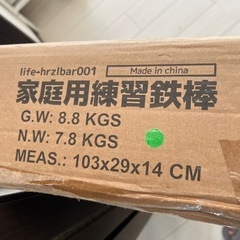 life-hrzlbar001 Made in china
家庭用練習鉄棒
G.W: 8.8 KGS
N.W: 7.8 KGS
MEAS.: 103x29x14 CM